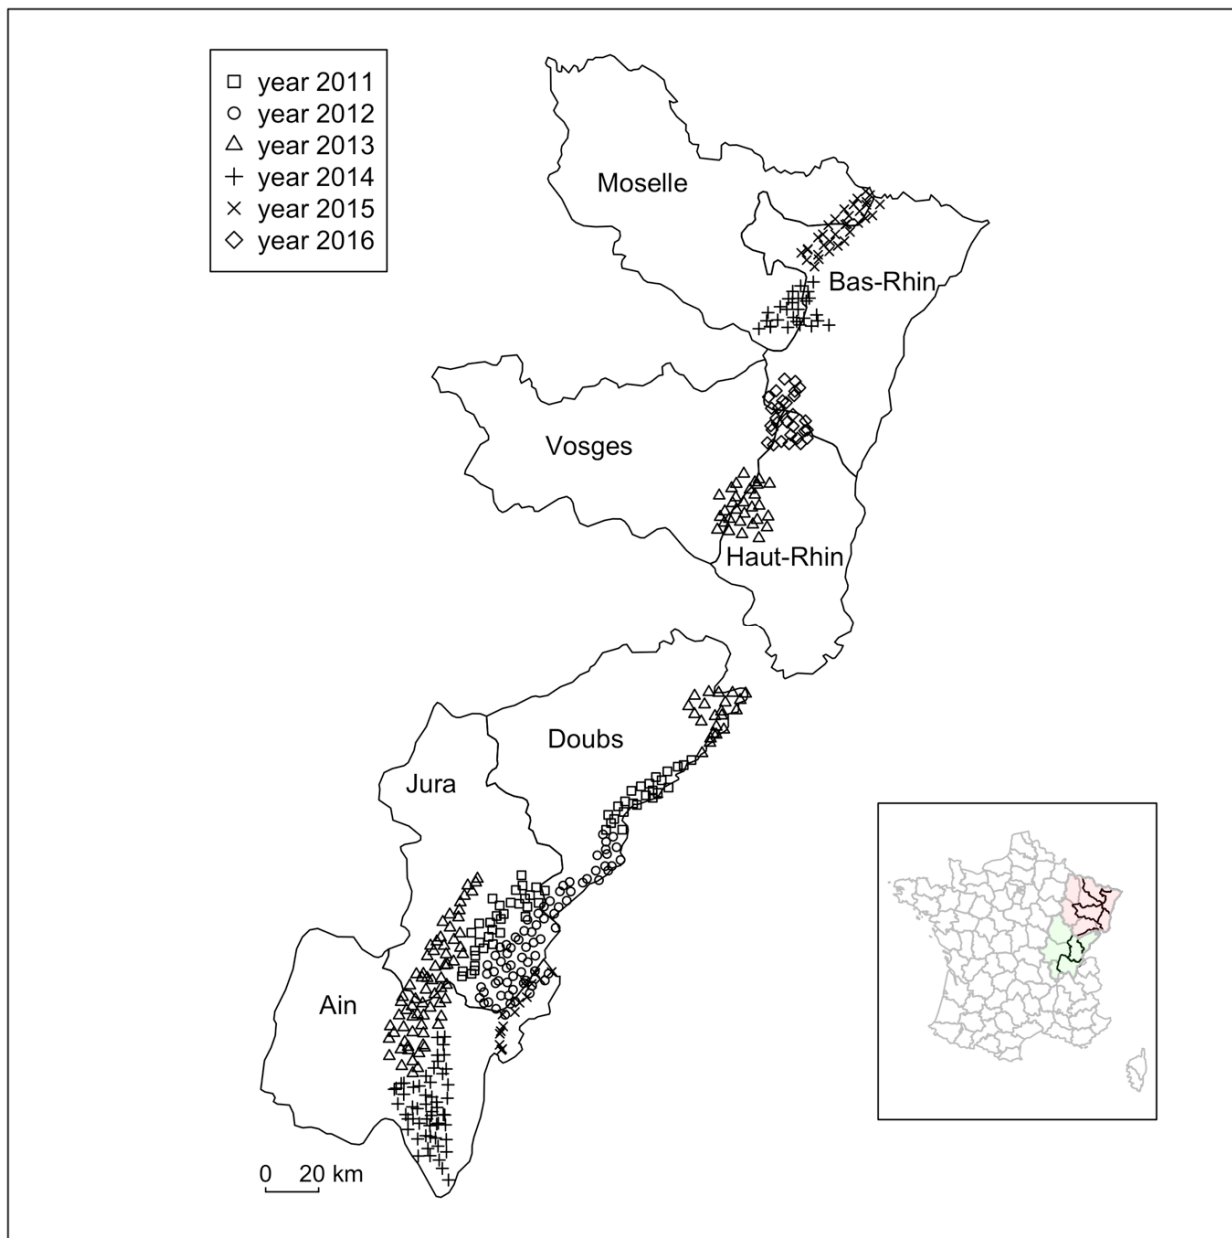 year 2011
year 2012
year 2013
year 2014
year 2015
year 2016
Moselle
Bas-Rhin
Vosges
Haut-Rhin
Doubs
Jura
Ain
0 20 km